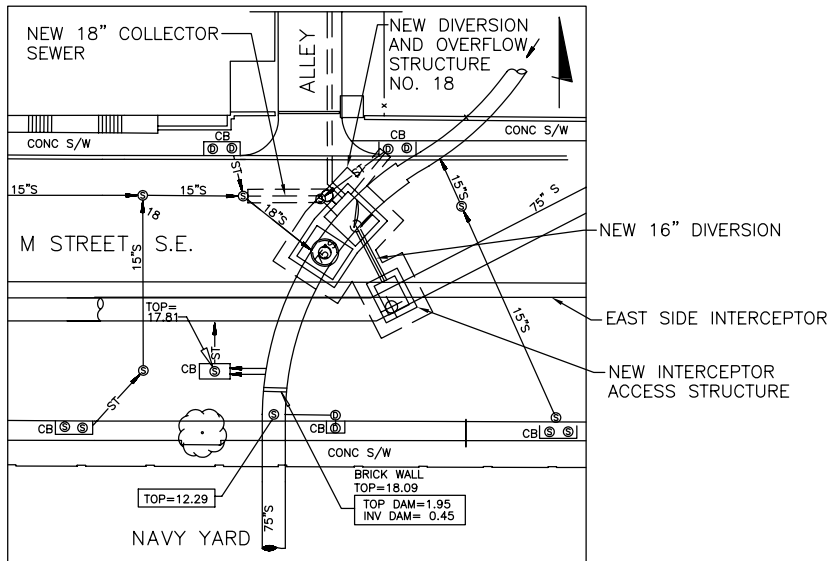 NEW 18" COLLECTOR
SEWER
ALLEY
NEW DIVERSION
AND OVERFLOW
STRUCTURE
NO. 18
x
CB
D D
D D
CB
CONC S/W
CONC S/W
ST
ST
15"S
S
15"S
S
S
18
18"S
15"S
S
75" S
M STREET S.E.
15"S
S
NEW 16" DIVERSION
TOP=
17.81
ST
15"S
EAST SIDE INTERCEPTOR
NEW INTERCEPTOR
ACCESS STRUCTURE
CB
S
S
ST
CB
S S
S
D
CB
D
S
CB
S S
CONC S/W
BRICK WALL
TOP=18.09
TOP=12.29
TOP DAM=1.95
INV DAM= 0.45
75"S
NAVY YARD